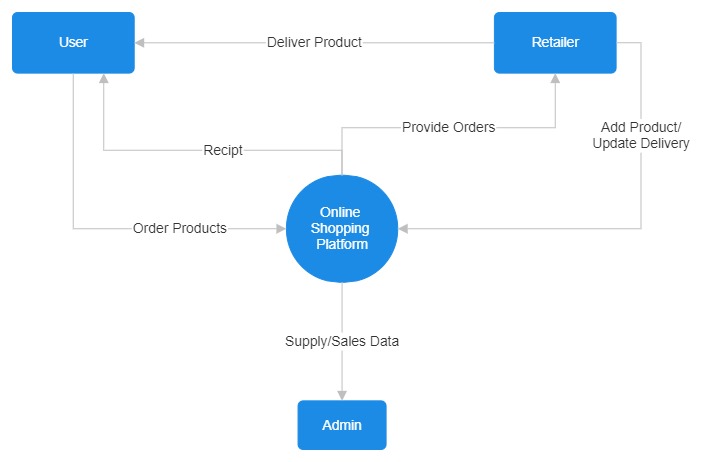 User
Deliver Product
Retailer
Provide Orders
Add Product/
Update Delivery
Recipt
Order Products
Online
Shopping
Platform
Supply/Sales Data
Admin